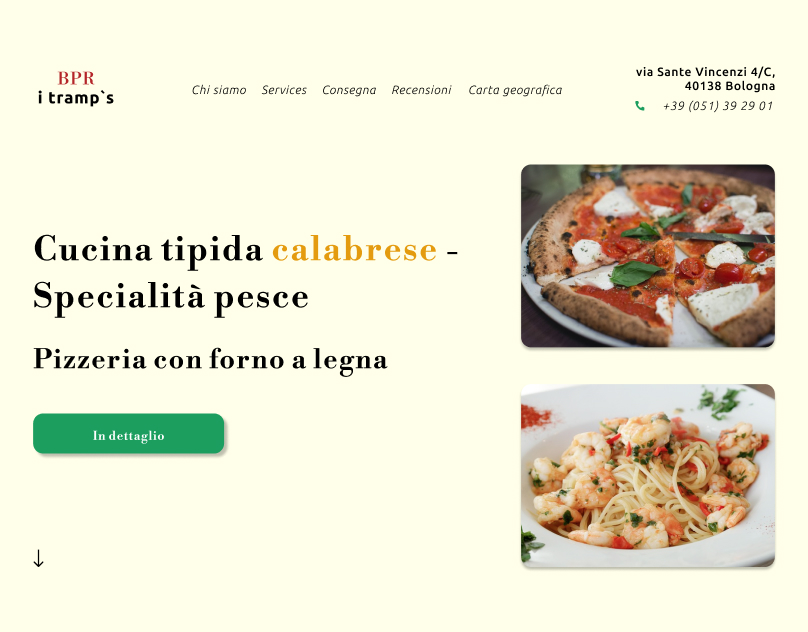 BPR
i tramp`s
Chi siamo Services Consegna Recensioni Carta geografica
via Sante Vincenzi 4/C,
40138 Bologna
+39 (051) 39 29 01
Cucina tipida calabrese -
Specialità pesce
Pizzeria con forno a legna
In dettaglio